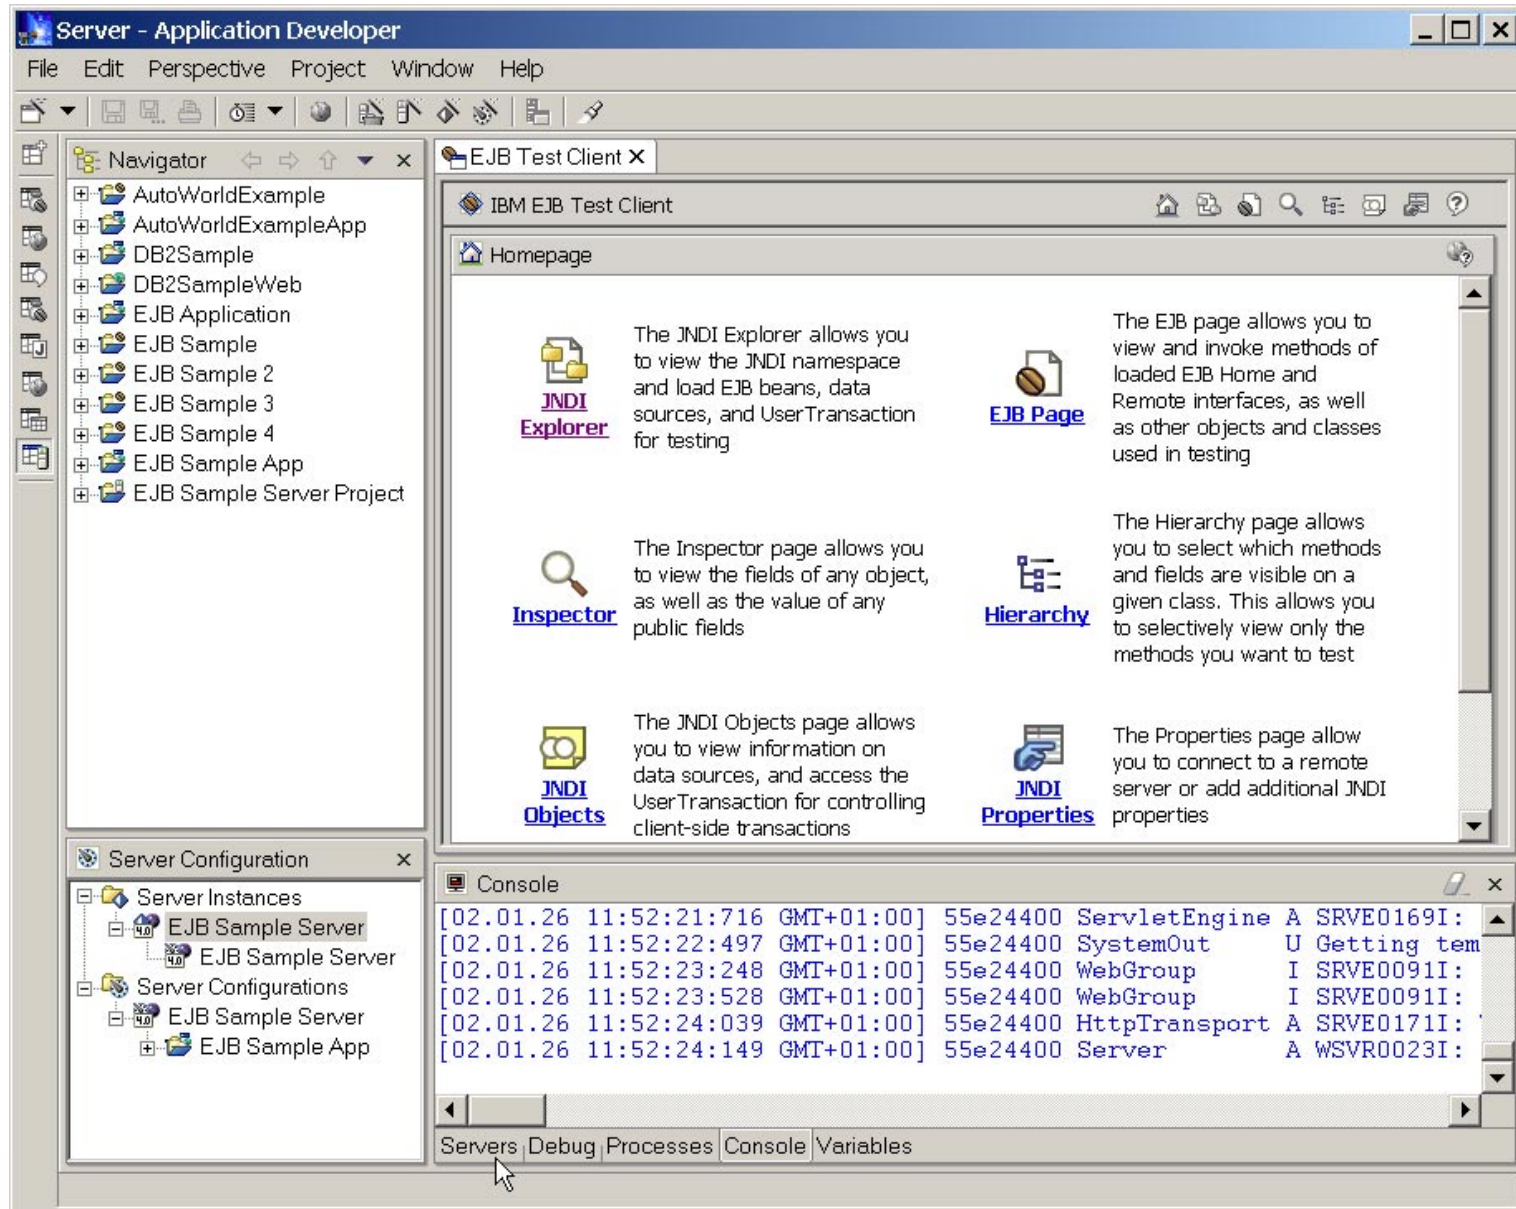 Server - Application Developer
File Edit Perspective Project Window Help
Navigator
AutoWorldExample
AutoWorldExampleApp
DB2Sample
DB2SampleWeb
EJB Application
EJB Sample
EJB Sample 2
EJB Sample 3
EJB Sample 4
EJB Sample App
EJB Sample Server Project
EJB Test Client
IBM EJB Test Client
Homepage
JNDI
Explorer
The JNDI Explorer allows you
to view the JNDI namespace
and load EJB beans, data
sources, and UserTransaction
for testing
EJB Page
The EJB page allows you to
view and invoke methods of
loaded EJB Home and
Remote interfaces, as well
as other objects and classes
used in testing
Inspector
The Inspector page allows you
to view the fields of any object,
as well as the value of any
public fields
Hierarchy
The Hierarchy page allows
you to select which methods
and fields are visible on a
given class. This allows you
to selectively view only the
methods you want to test
JNDI
Objects
The JNDI Objects page allows
you to view information on
data sources, and access the
UserTransaction for controlling
client-side transactions
JNDI
Properties
The Properties page allow
you to connect to a remote
server or add additional JNDI
properties
Server Configuration
Server Instances
EJB Sample Server
EJB Sample Server
Server Configurations
EJB Sample Server
EJB Sample App
Console
[02.01.26 11:52:21:716 GMT+01:00] 55e24400 ServletEngine A SRVE0169I:
[02.01.26 11:52:22:497 GMT+01:00] 55e24400 SystemOut U Getting tem
[02.01.26 11:52:23:248 GMT+01:00] 55e24400 WebGroup I SRVE0091I:
[02.01.26 11:52:23:528 GMT+01:00] 55e24400 WebGroup I SRVE0091I:
[02.01.26 11:52:24:039 GMT+01:00] 55e24400 HttpTransport A SRVE0171I:
[02.01.26 11:52:24:149 GMT+01:00] 55e24400 Server A WSVR0023I:
Servers Debug Processes Console Variables